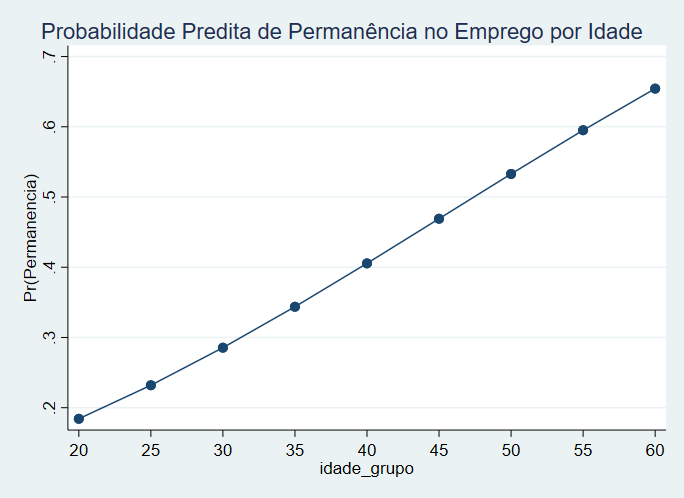 Probabilidade Predita de Permanência no Emprego por Idade
Pr(Permanencia)
.7
.6
.5
.4
.3
.2
20 25 30 35 40 45 50 55 60
idade_grupo